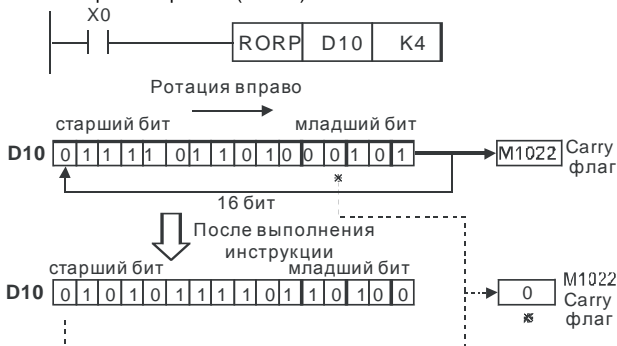 X0
RORP D10 K4
Ротация вправо
старший бит младший бит
D10 0 1 1 1 1 0 1 1 0 1 0 0 0 1 0 1 M1022 Carry флаг
*
16 бит
После выполнения
инструкции
старший бит младший бит
D10 0 1 0 1 0 1 1 1 1 0 1 1 0 1 0 0 0 M1022
Carry
* флаг